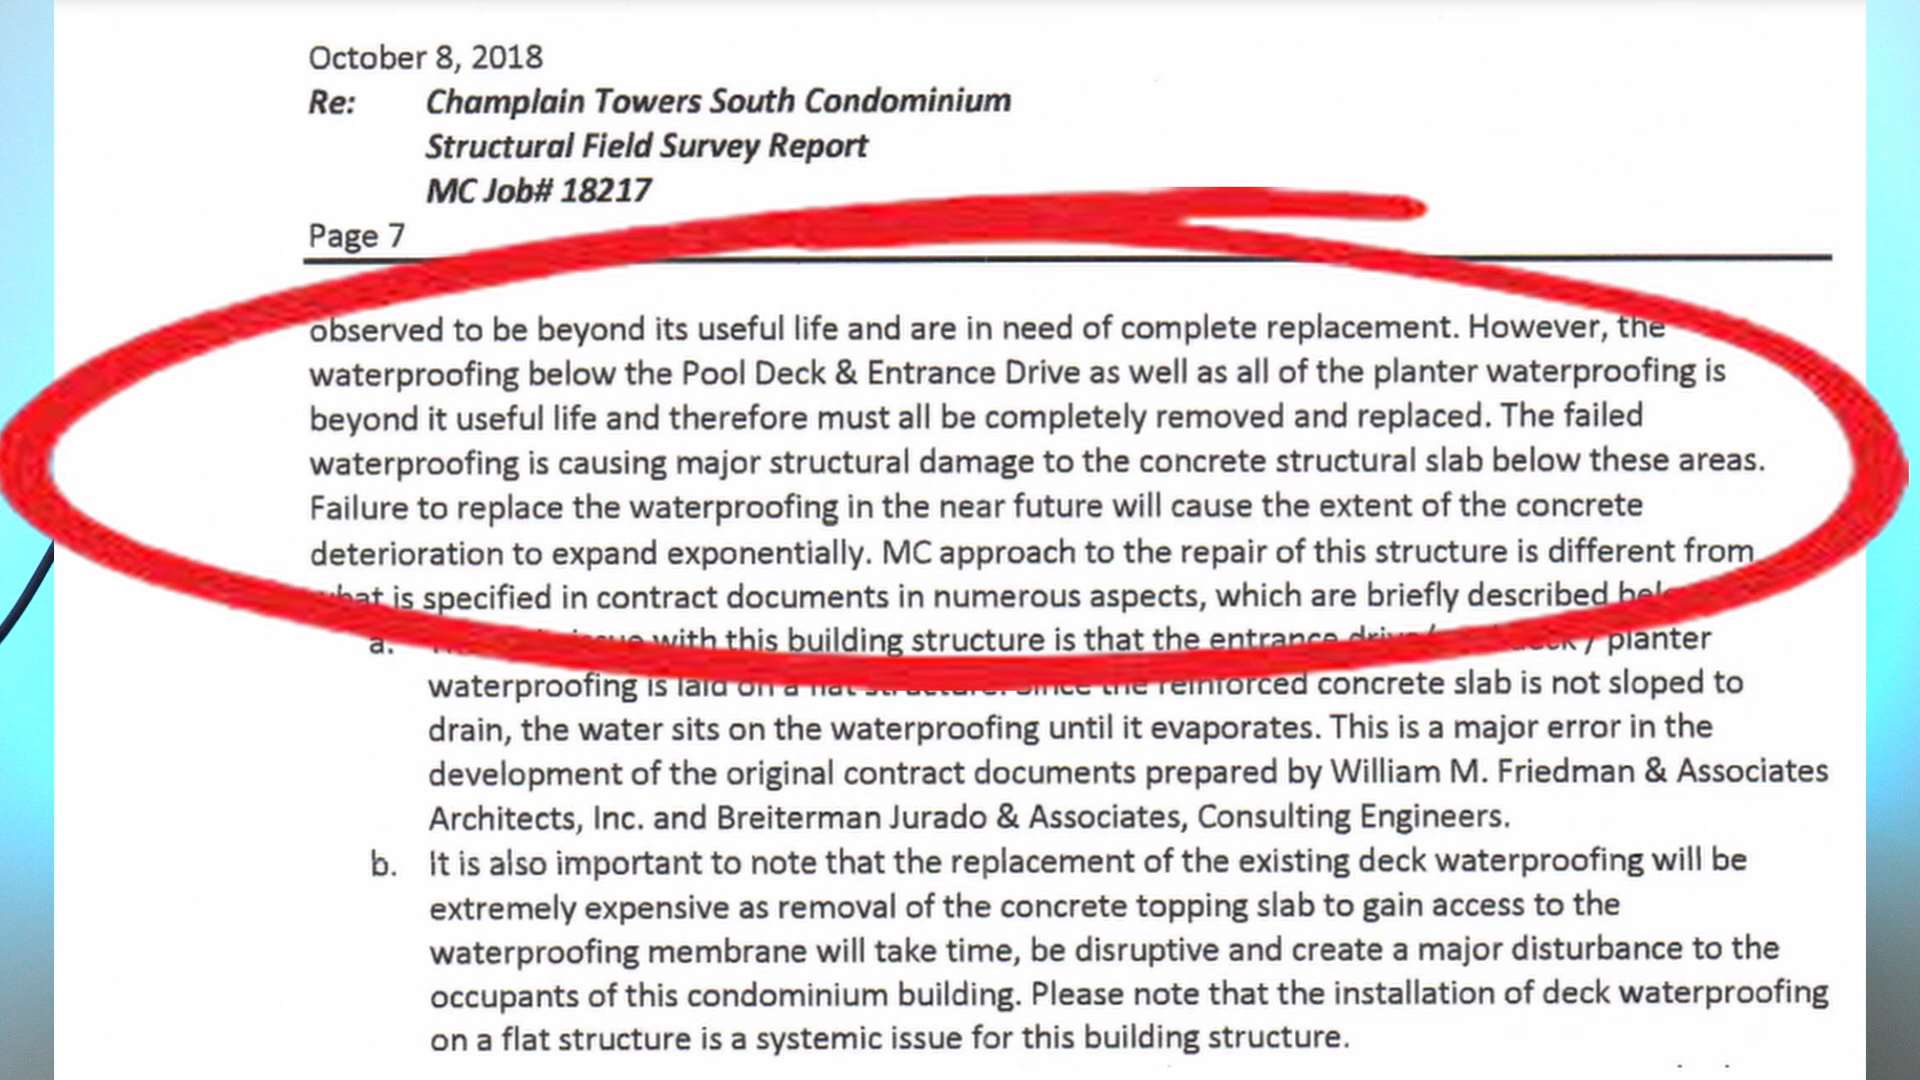 October 8, 2018
Re: Champlain Towers South Condominium
Structural Field Survey Report
MC Job# 18217
Page 7
observed to be beyond its useful life and are in need of complete replacement. However, the
waterproofing below the Pool Deck & Entrance Drive as well as all of the planter waterproofing is
beyond it useful life and therefore must all be completely removed and replaced. The failed
waterproofing is causing major structural damage to the concrete structural slab below these areas.
Failure to replace the waterproofing in the near future will cause the extent of the concrete
deterioration to expand exponentially. MC approach to the repair of this structure is different from
what is specified in contract documents in numerous aspects, which are briefly described
a. issue with this building structure is that the entrance drive / planter
waterproofing is laid on a flat structure. Since the reinforced concrete slab is not sloped to
drain, the water sits on the waterproofing until it evaporates. This is a major error in the
development of the original contract documents prepared by William M. Friedman & Associates
Architects, Inc. and Breiterman Jurado & Associates, Consulting Engineers.
b. It is also important to note that the replacement of the existing deck waterproofing will be
extremely expensive as removal of the concrete topping slab to gain access to the
waterproofing membrane will take time, be disruptive and create a major disturbance to the
occupants of this condominium building. Please note that the installation of deck waterproofing
on a flat structure is a systemic issue for this building structure.